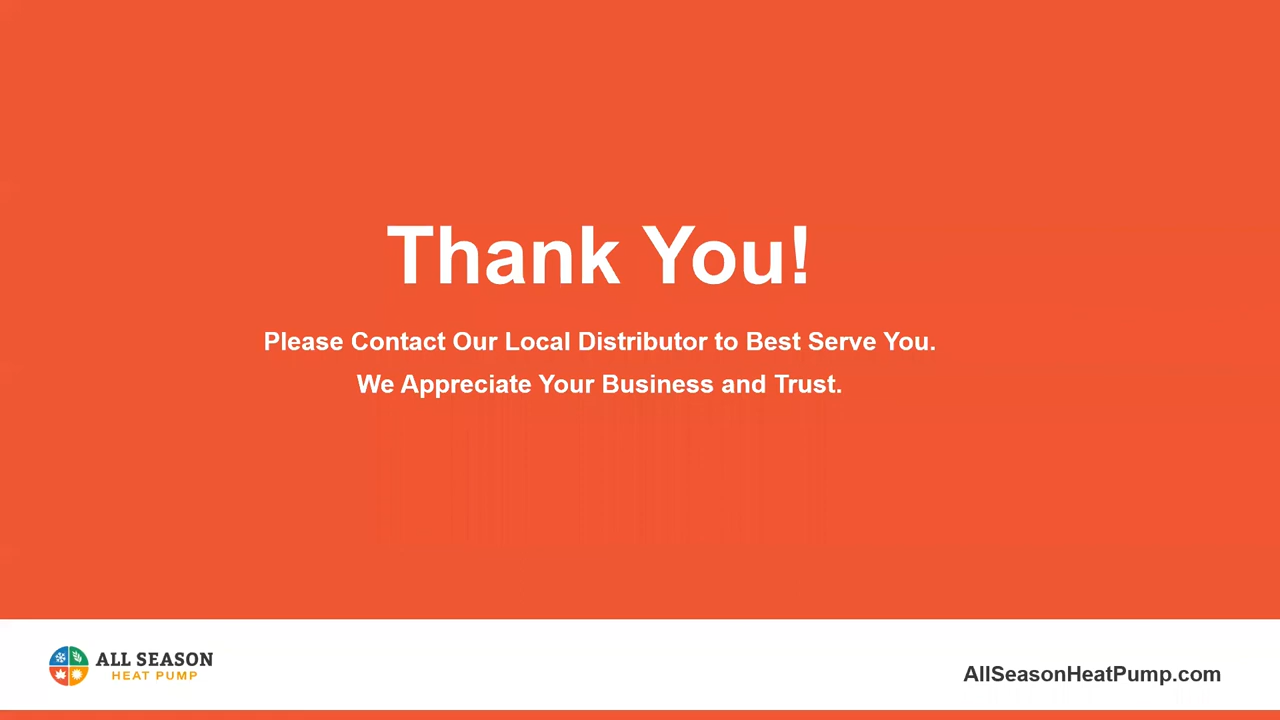 Thank You!
Please Contact Our Local Distributor to Best Serve You.
We Appreciate Your Business and Trust.
ALL SEASON
HEAT PUMP
AllSeasonHeatPump.com